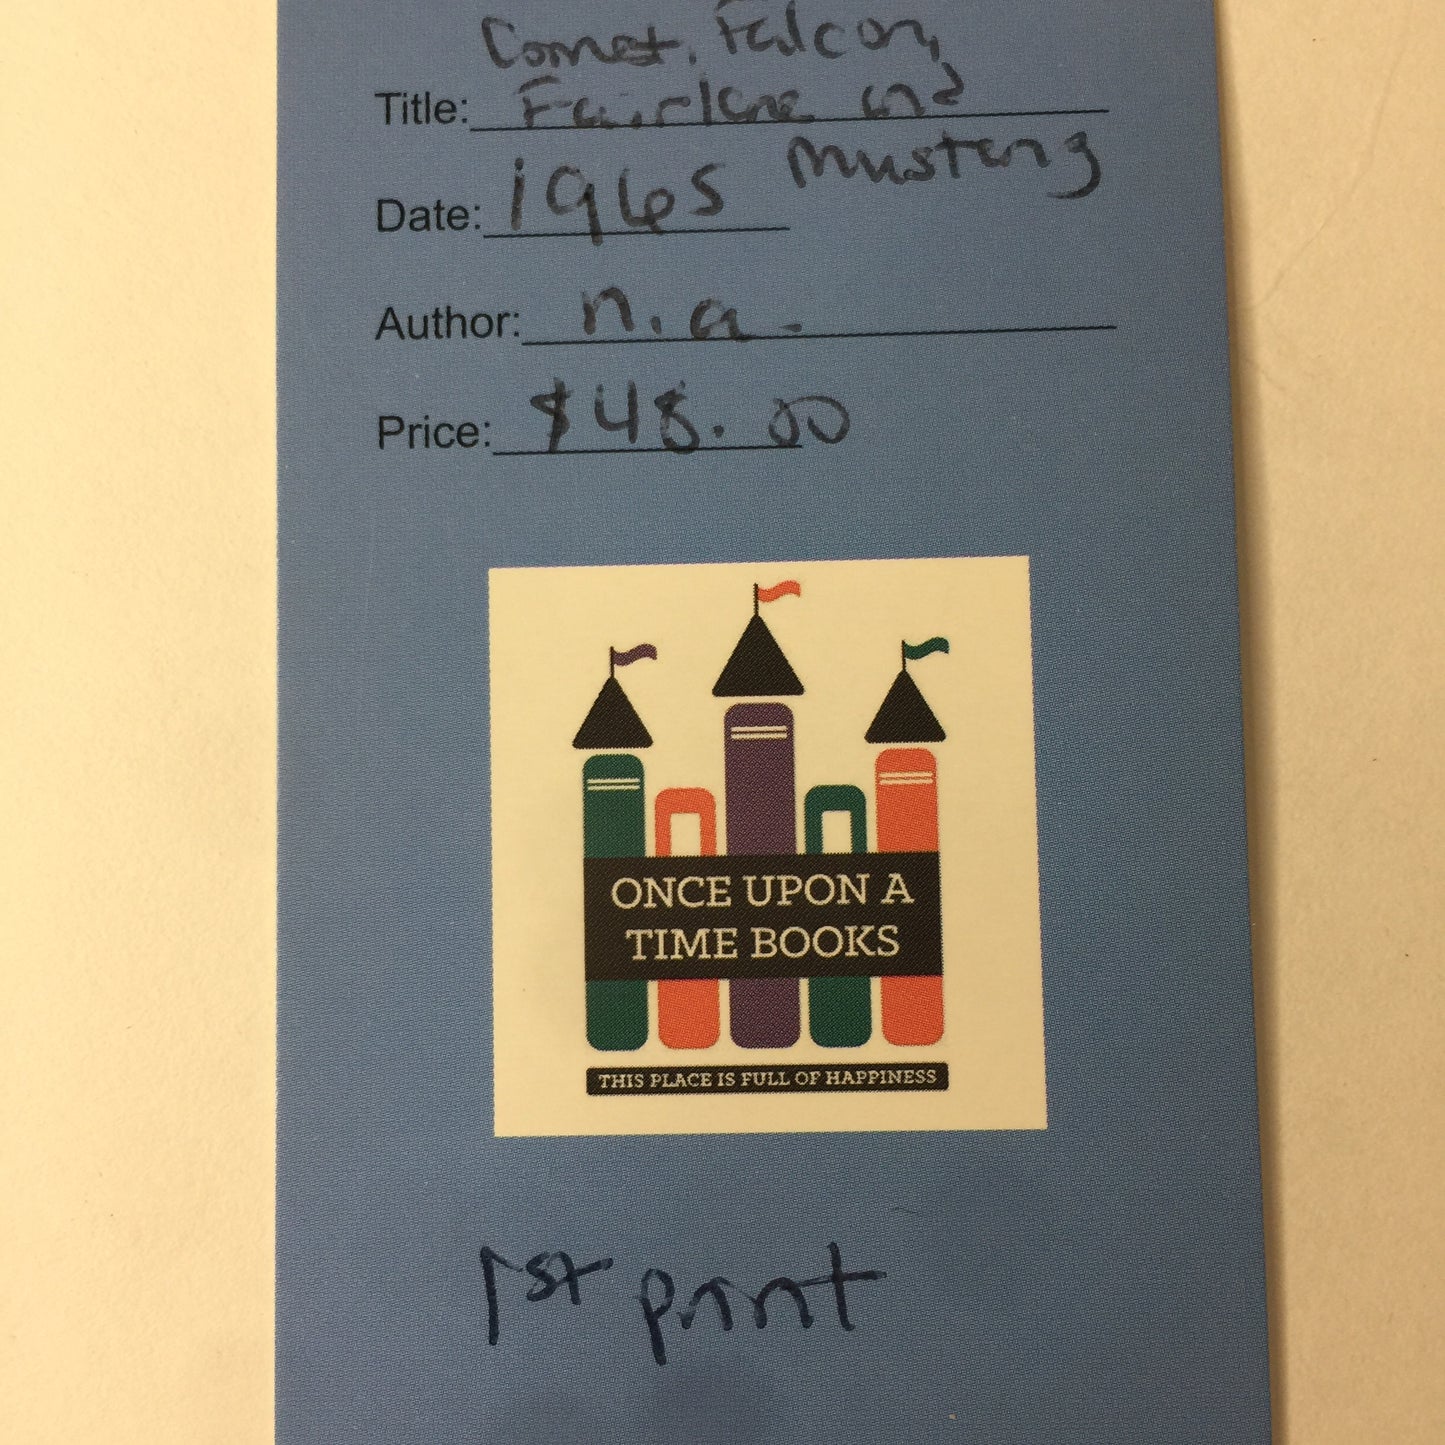 Comet, Falcon,
Title: Fairlane and
Mustang
Date: 1965
Author: n.a.
Price: $48.00
ONCE UPON A
TIME BOOKS
THIS PLACE IS FULL OF HAPPINESS
1st print